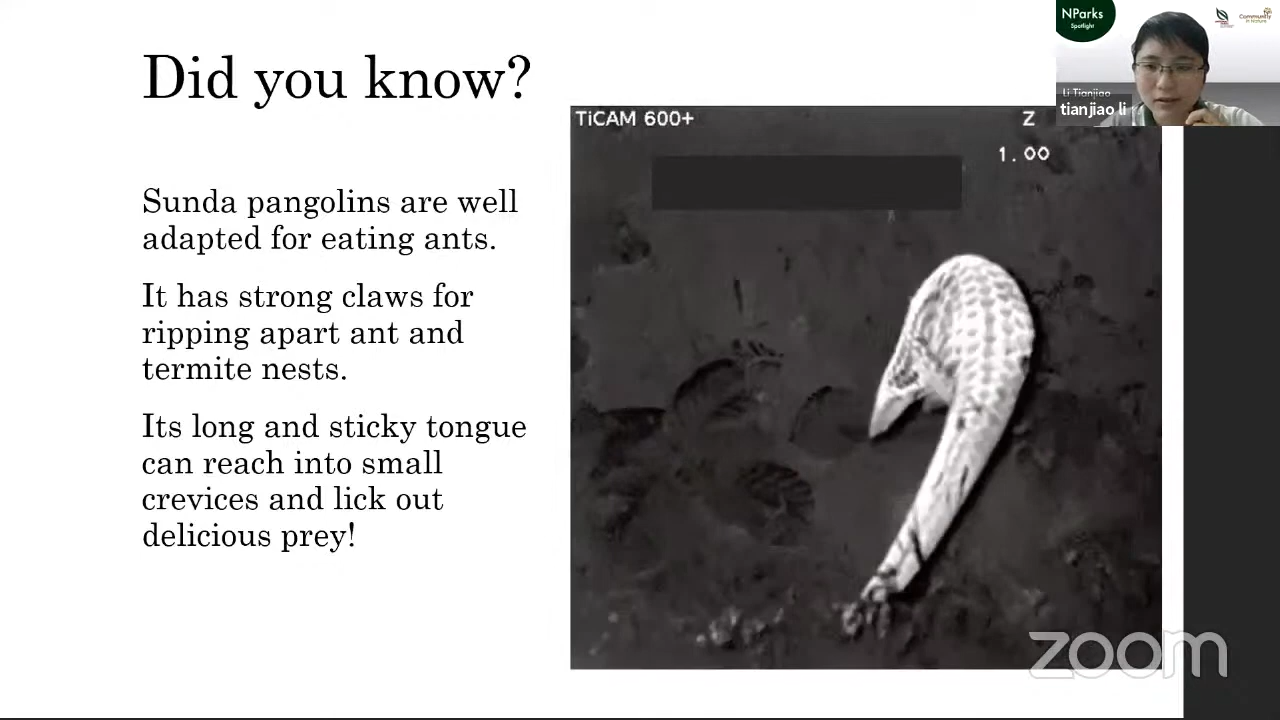 Did you know?
Sunda pangolins are well
adapted for eating ants.
It has strong claws for
ripping apart ant and
termite nests.
Its long and sticky tongue
can reach into small
crevices and lick out
delicious prey!
TiCAM 600+
Z
1.00
NParks
Spotlight
Community
in Nature
Li Tianjiao
tianjiao li
zoom